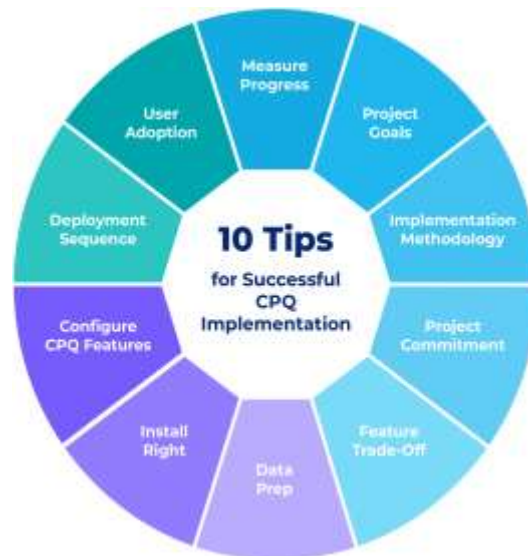 Measure
Progress
Project
Goals
Implementation
Methodology
Project
Commitment
Feature
Trade-Off
Data
Prep
Install
Right
Configure
CPQ Features
Deployment
Sequence
User
Adoption
10 Tips
for Successful
CPQ
Implementation